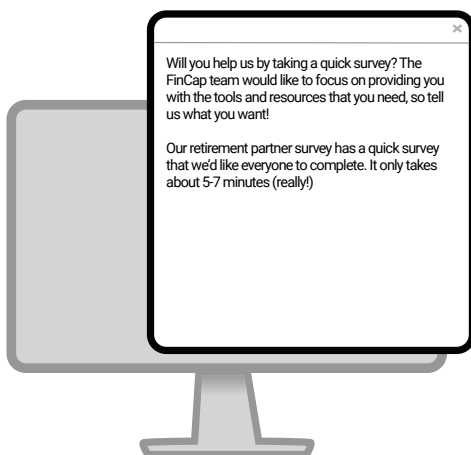 Will you help us by taking a quick survey? The
FinCap team would like to focus on providing you
with the tools and resources that you need, so tell
us what you want!
Our retirement partner survey has a quick survey
that we'd like everyone to complete. It only takes
about 5-7 minutes (really!)